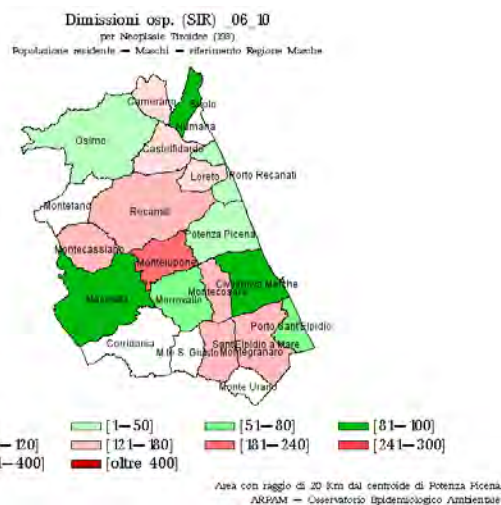 Dimissioni osp. (SIR) _06_10
per Neoplasie Tiroidee (193)
Popolazione residente — Maschi — riferimento Regione Marche
Camerano
Sirolo
Numana
Osimo
Castelfidardo
Loreto
Porto Recanati
Montefano
Recanati
Potenza Picena
Montecassiano
Montelupone
Civitanova Marche
Montecosaro
Macerata
Morrovalle
Porto Sant'Elpidio
Corridonia
M.te S. Giusto
Sant'Elpidio a Mare
Montegranaro
Monte Urano
[1—50] [51—80] [81—100]
—120] [121—180] [181—240] [241—300]
—400] [oltre 400]
Area con raggio di 20 Km dal centroide di Potenza Picena
ARPAM — Osservatorio Epidemiologico Ambientale